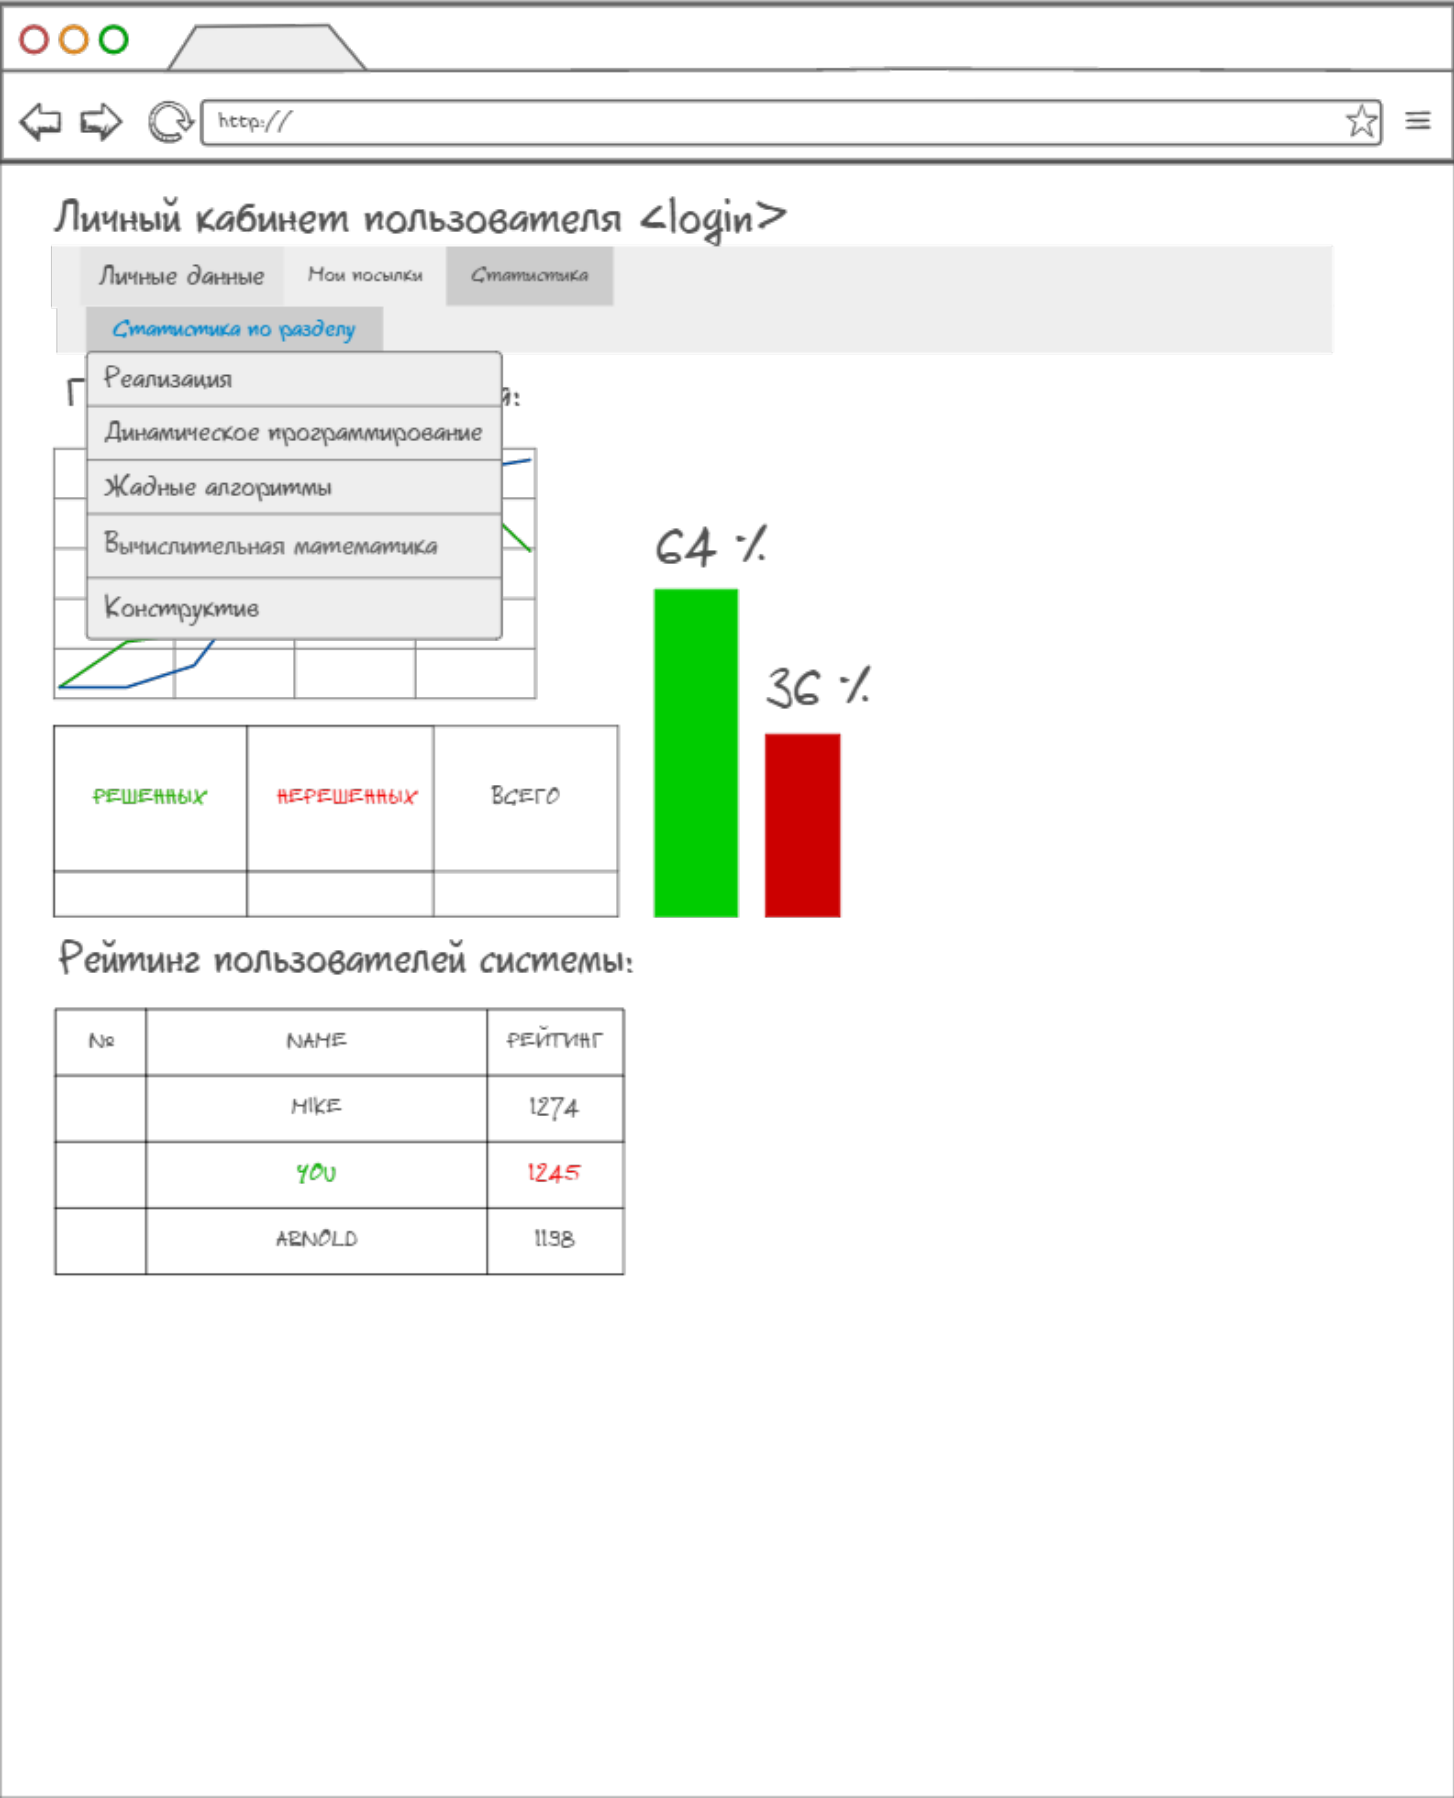 http://
Личный кабинет пользователя <login>
Личные данные Мои посылки Статистика
Статистика по разделу
Реализация
Динамическое программирование
Жадные алгоритмы
Вычислительная математика
Конструктив
64 %
36 %
РЕШЕННЫХ НЕРЕШЕННЫХ ВСЕГО
Рейтинг пользователей системы:
№ NAME РЕЙТИНГ
MIKE 1274
YOU 1245
ARNOLD 1198